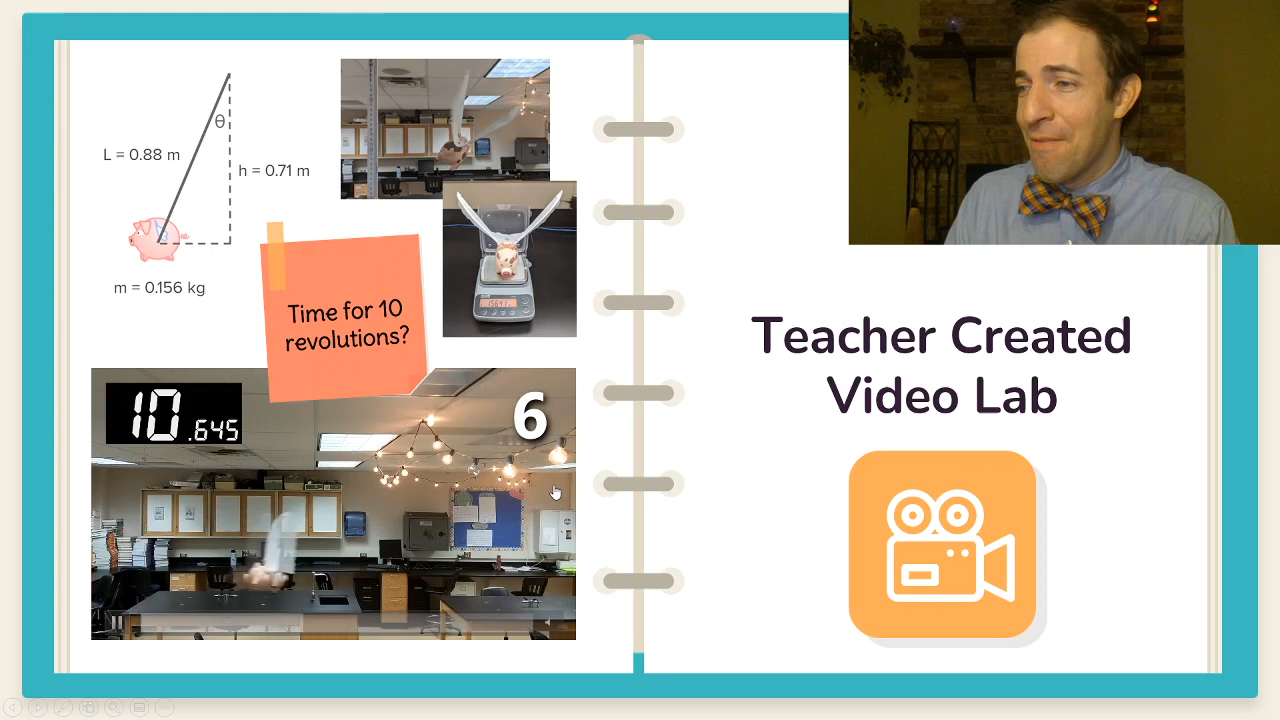 θ
L = 0.88 m
h = 0.71 m
m = 0.156 kg
Time for 10
revolutions?
10.645
6
Teacher Created
Video Lab